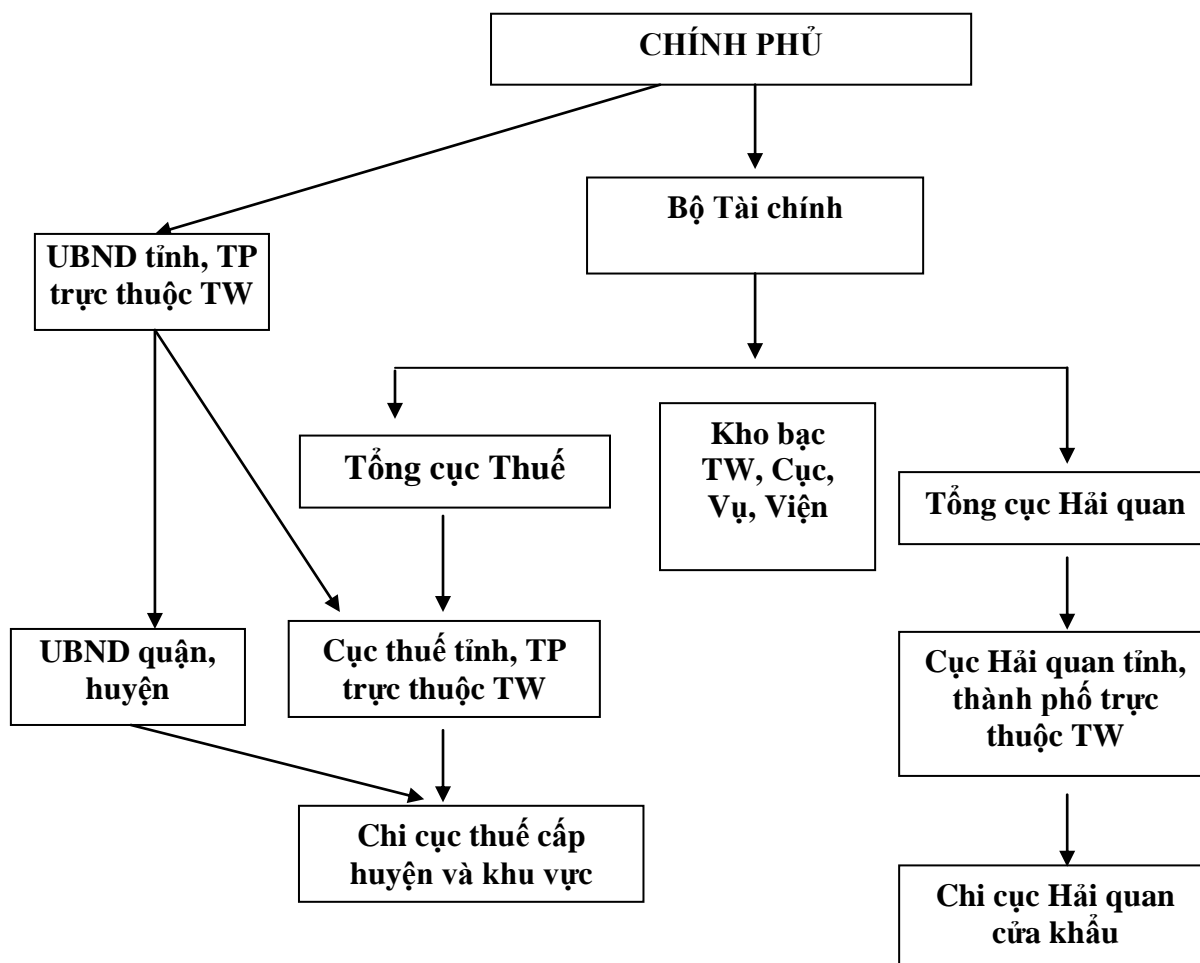 CHÍNH PHỦ
Bộ Tài chính
UBND tỉnh, TP
trực thuộc TW
Tổng cục Thuế
Kho bạc
TW, Cục,
Vụ, Viện
Tổng cục Hải quan
UBND quận,
huyện
Cục thuế tỉnh, TP
trực thuộc TW
Cục Hải quan tỉnh,
thành phố trực
thuộc TW
Chi cục thuế cấp
huyện và khu vực
Chi cục Hải quan
cửa khẩu